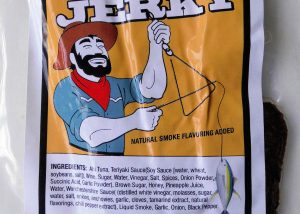 JERKY
NATURAL SMOKE FLAVORING ADDED
INGREDIENTS: Ahi Tuna, Teriyaki Sauce(Soy Sauce [water, wheat,
soybeans, salt], Wine, Sugar, Water, Vinegar, Salt, Spices, Onion Powder,
Succinic Acid, Garlic Powder), Brown Sugar, Honey, Pineapple Juice,
Water, Worchestershire Sauce( distilled white vinegar, molasses, sugar,
water, salt, onions, anchovies, garlic, cloves, tamarind extract, natural
flavorings, chili pepper extract), Liquid Smoke, Garlic, Onion, Black Pepper.